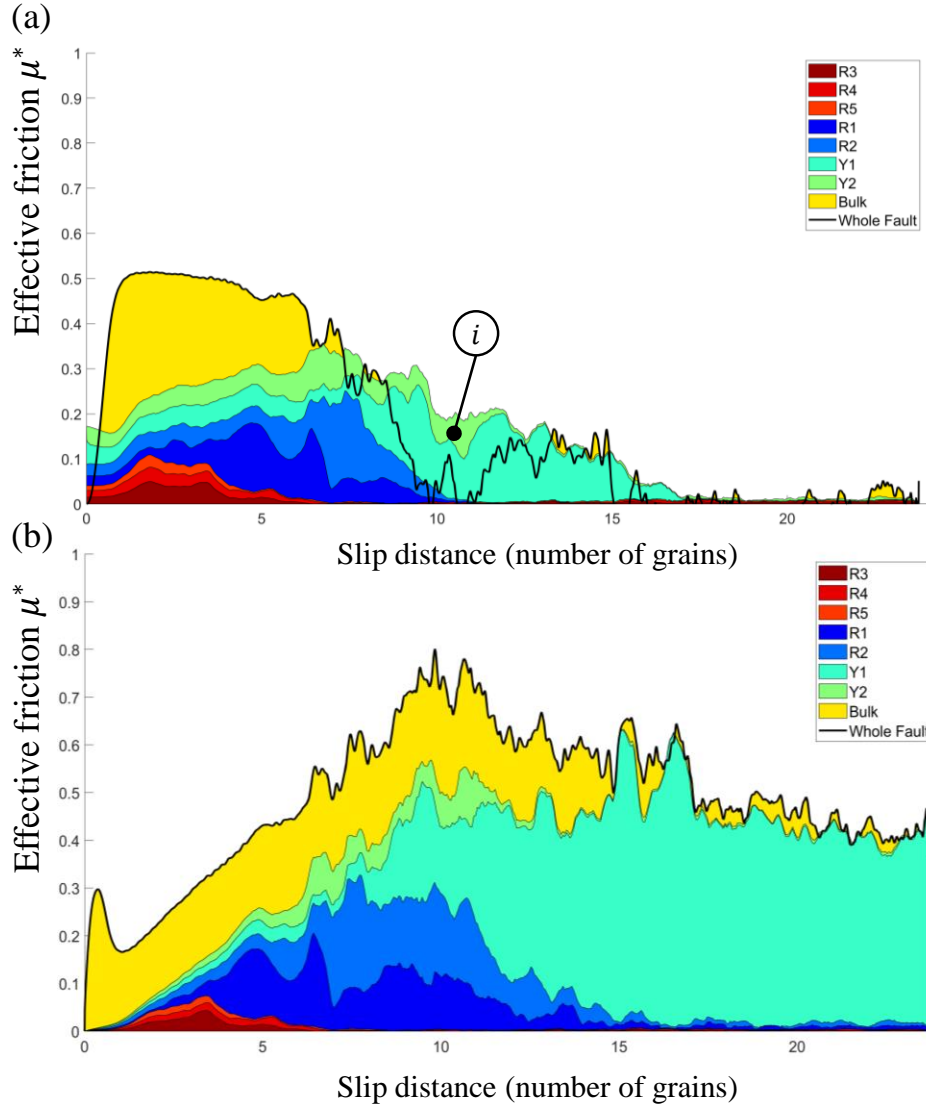 (a)
Effective friction μ*
1
0.9
0.8
0.7
0.6
0.5
0.4
0.3
0.2
0.1
0
R3
R4
R5
R1
R2
Y1
Y2
Bulk
Whole Fault
i
0 5 10 15 20
Slip distance (number of grains)
(b)
Effective friction μ*
1
0.9
0.8
0.7
0.6
0.5
0.4
0.3
0.2
0.1
0
R3
R4
R5
R1
R2
Y1
Y2
Bulk
Whole Fault
0 5 10 15 20
Slip distance (number of grains)